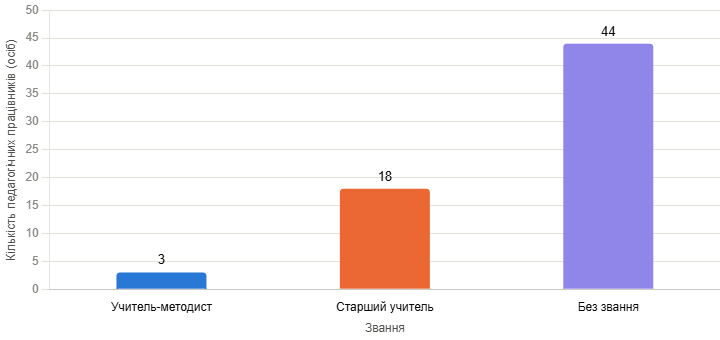 Кількість педагогічних працівників (осіб)
50
45
40
35
30
25
20
15
10
5
0
3
18
44
Учитель-методист
Старший учитель
Без звання
Звання